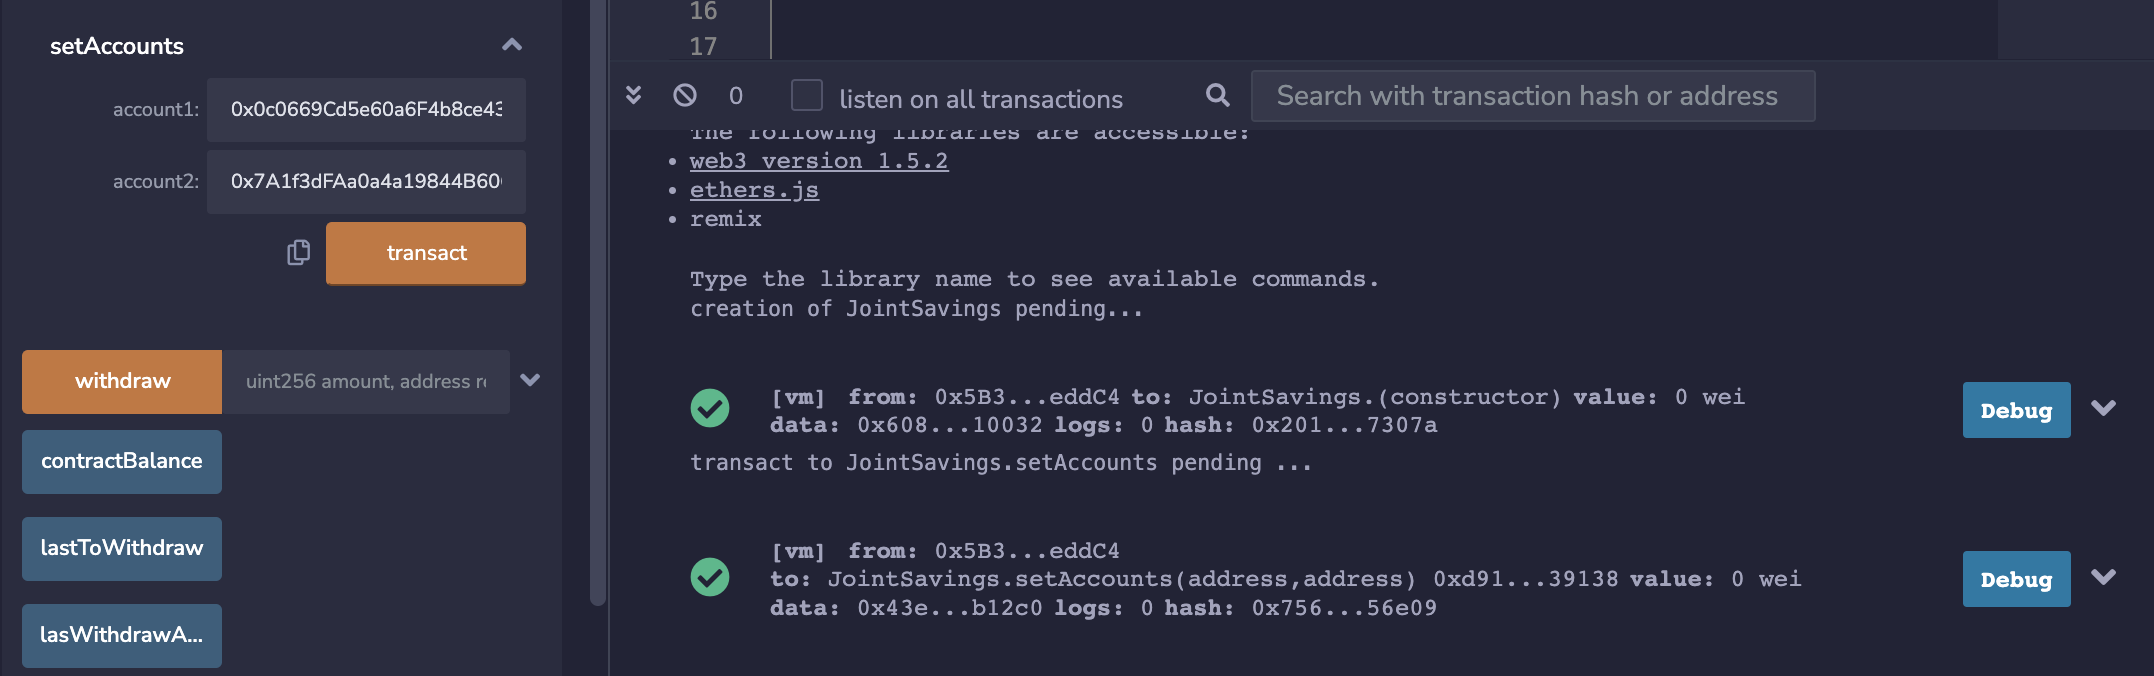 setAccounts
account1: 0x0c0669Cd5e60a6F4b8ce43
account2: 0x7A1f3dFAa0a4a19844B60
transact
withdraw uint256 amount, address re
contractBalance
lastToWithdraw
lasWithdrawA...
16
17
0 listen on all transactions Search with transaction hash or address
The following libraries are accessible:
• web3 version 1.5.2
• ethers.js
• remix
Type the library name to see available commands.
creation of JointSavings pending...
[vm] from: 0x5B3...eddC4 to: JointSavings.(constructor) value: 0 wei
data: 0x608...10032 logs: 0 hash: 0x201...7307a
Debug
transact to JointSavings.setAccounts pending ...
[vm] from: 0x5B3...eddC4
to: JointSavings.setAccounts(address,address) 0xd91...39138 value: 0 wei
data: 0x43e...b12c0 logs: 0 hash: 0x756...56e09
Debug